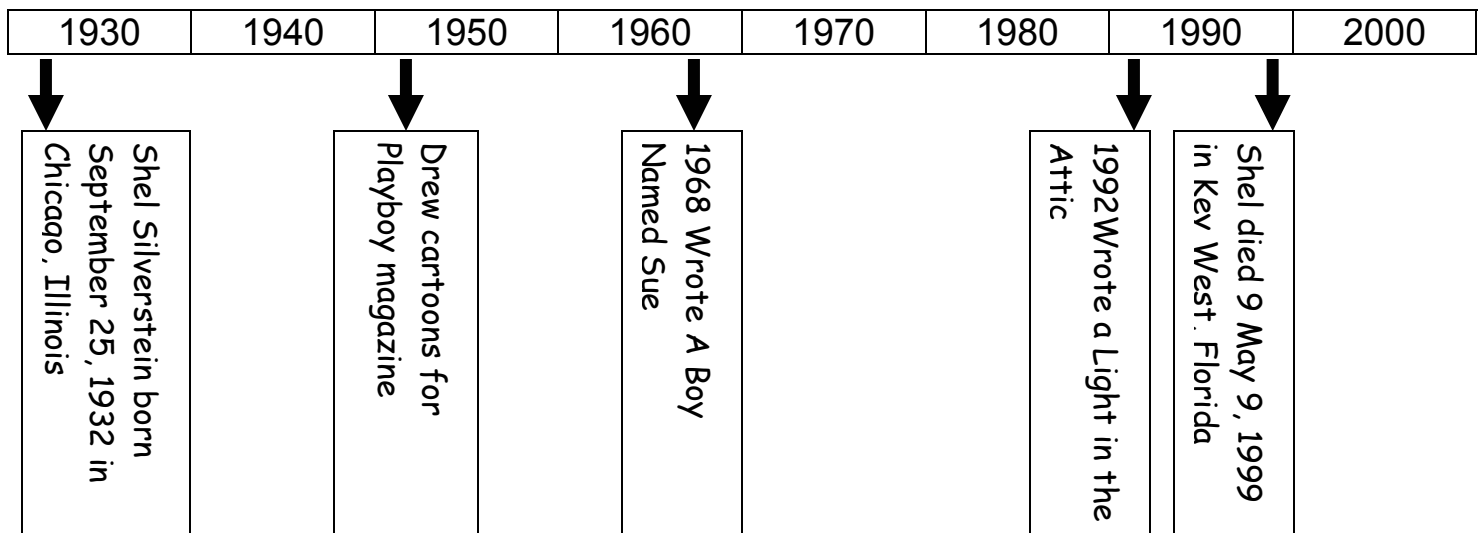 1930 1940 1950 1960 1970 1980 1990 2000
Shel Silverstein born
September 25, 1932 in
Chicago, Illinois
Drew cartoons for
Playboy magazine
1968 Wrote A Boy
Named Sue
1992Wrote a Light in the
Attic
Shel died 9 May 9, 1999
in Key West. Florida